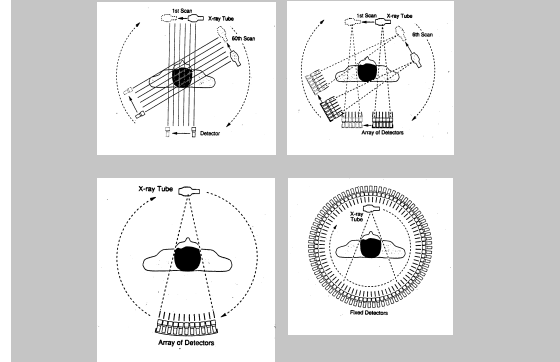 1st Scan
X-ray Tube
60th Scan
Detector
1st Scan
X-ray Tube
6th Scan
Array of Detectors
X-ray Tube
Array of Detectors
X-ray
Tube
Fixed Detectors